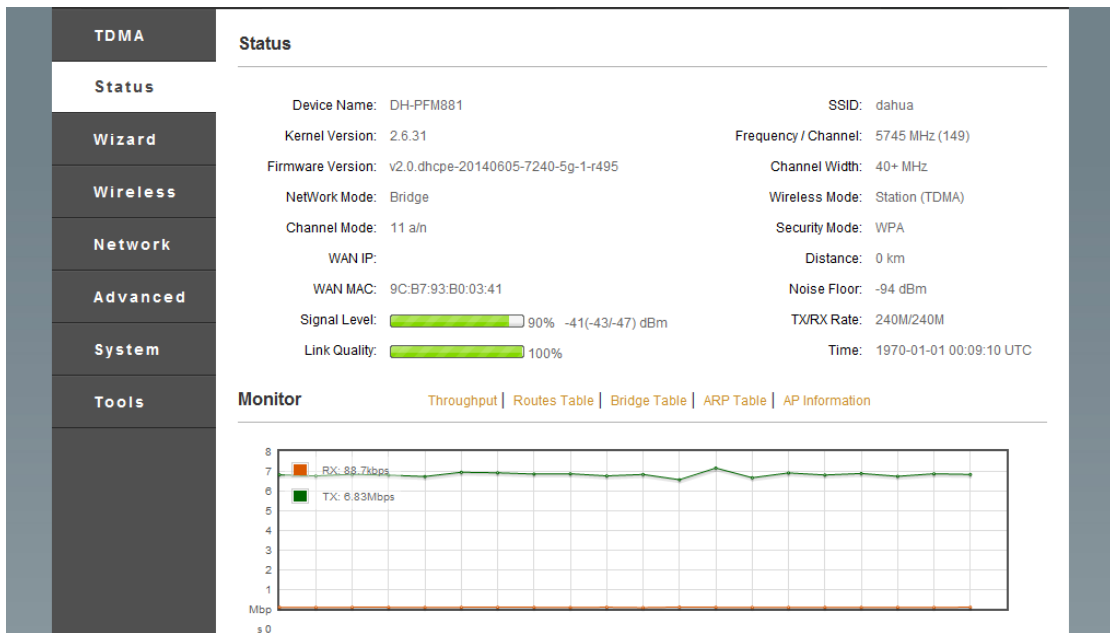 TDMA
Status
Wizard
Wireless
Network
Advanced
System
Tools
Status
Device Name: DH-PFM881
Kernel Version: 2.6.31
Firmware Version: v2.0.dhcpe-20140605-7240-5g-1-r495
NetWork Mode: Bridge
Channel Mode: 11 a/n
WAN IP:
WAN MAC: 9C:B7:93:B0:03:41
Signal Level: 90% -41(-43/-47) dBm
Link Quality: 100%
SSID: dahua
Frequency / Channel: 5745 MHz (149)
Channel Width: 40+ MHz
Wireless Mode: Station (TDMA)
Security Mode: WPA
Distance: 0 km
Noise Floor: -94 dBm
TX/RX Rate: 240M/240M
Time: 1970-01-01 00:09:10 UTC
Monitor
Throughput | Routes Table | Bridge Table | ARP Table | AP Information
8
7
6
5
4
3
2
1
Mbp
s 0
RX: 88.7kbps
TX: 6.83Mbps